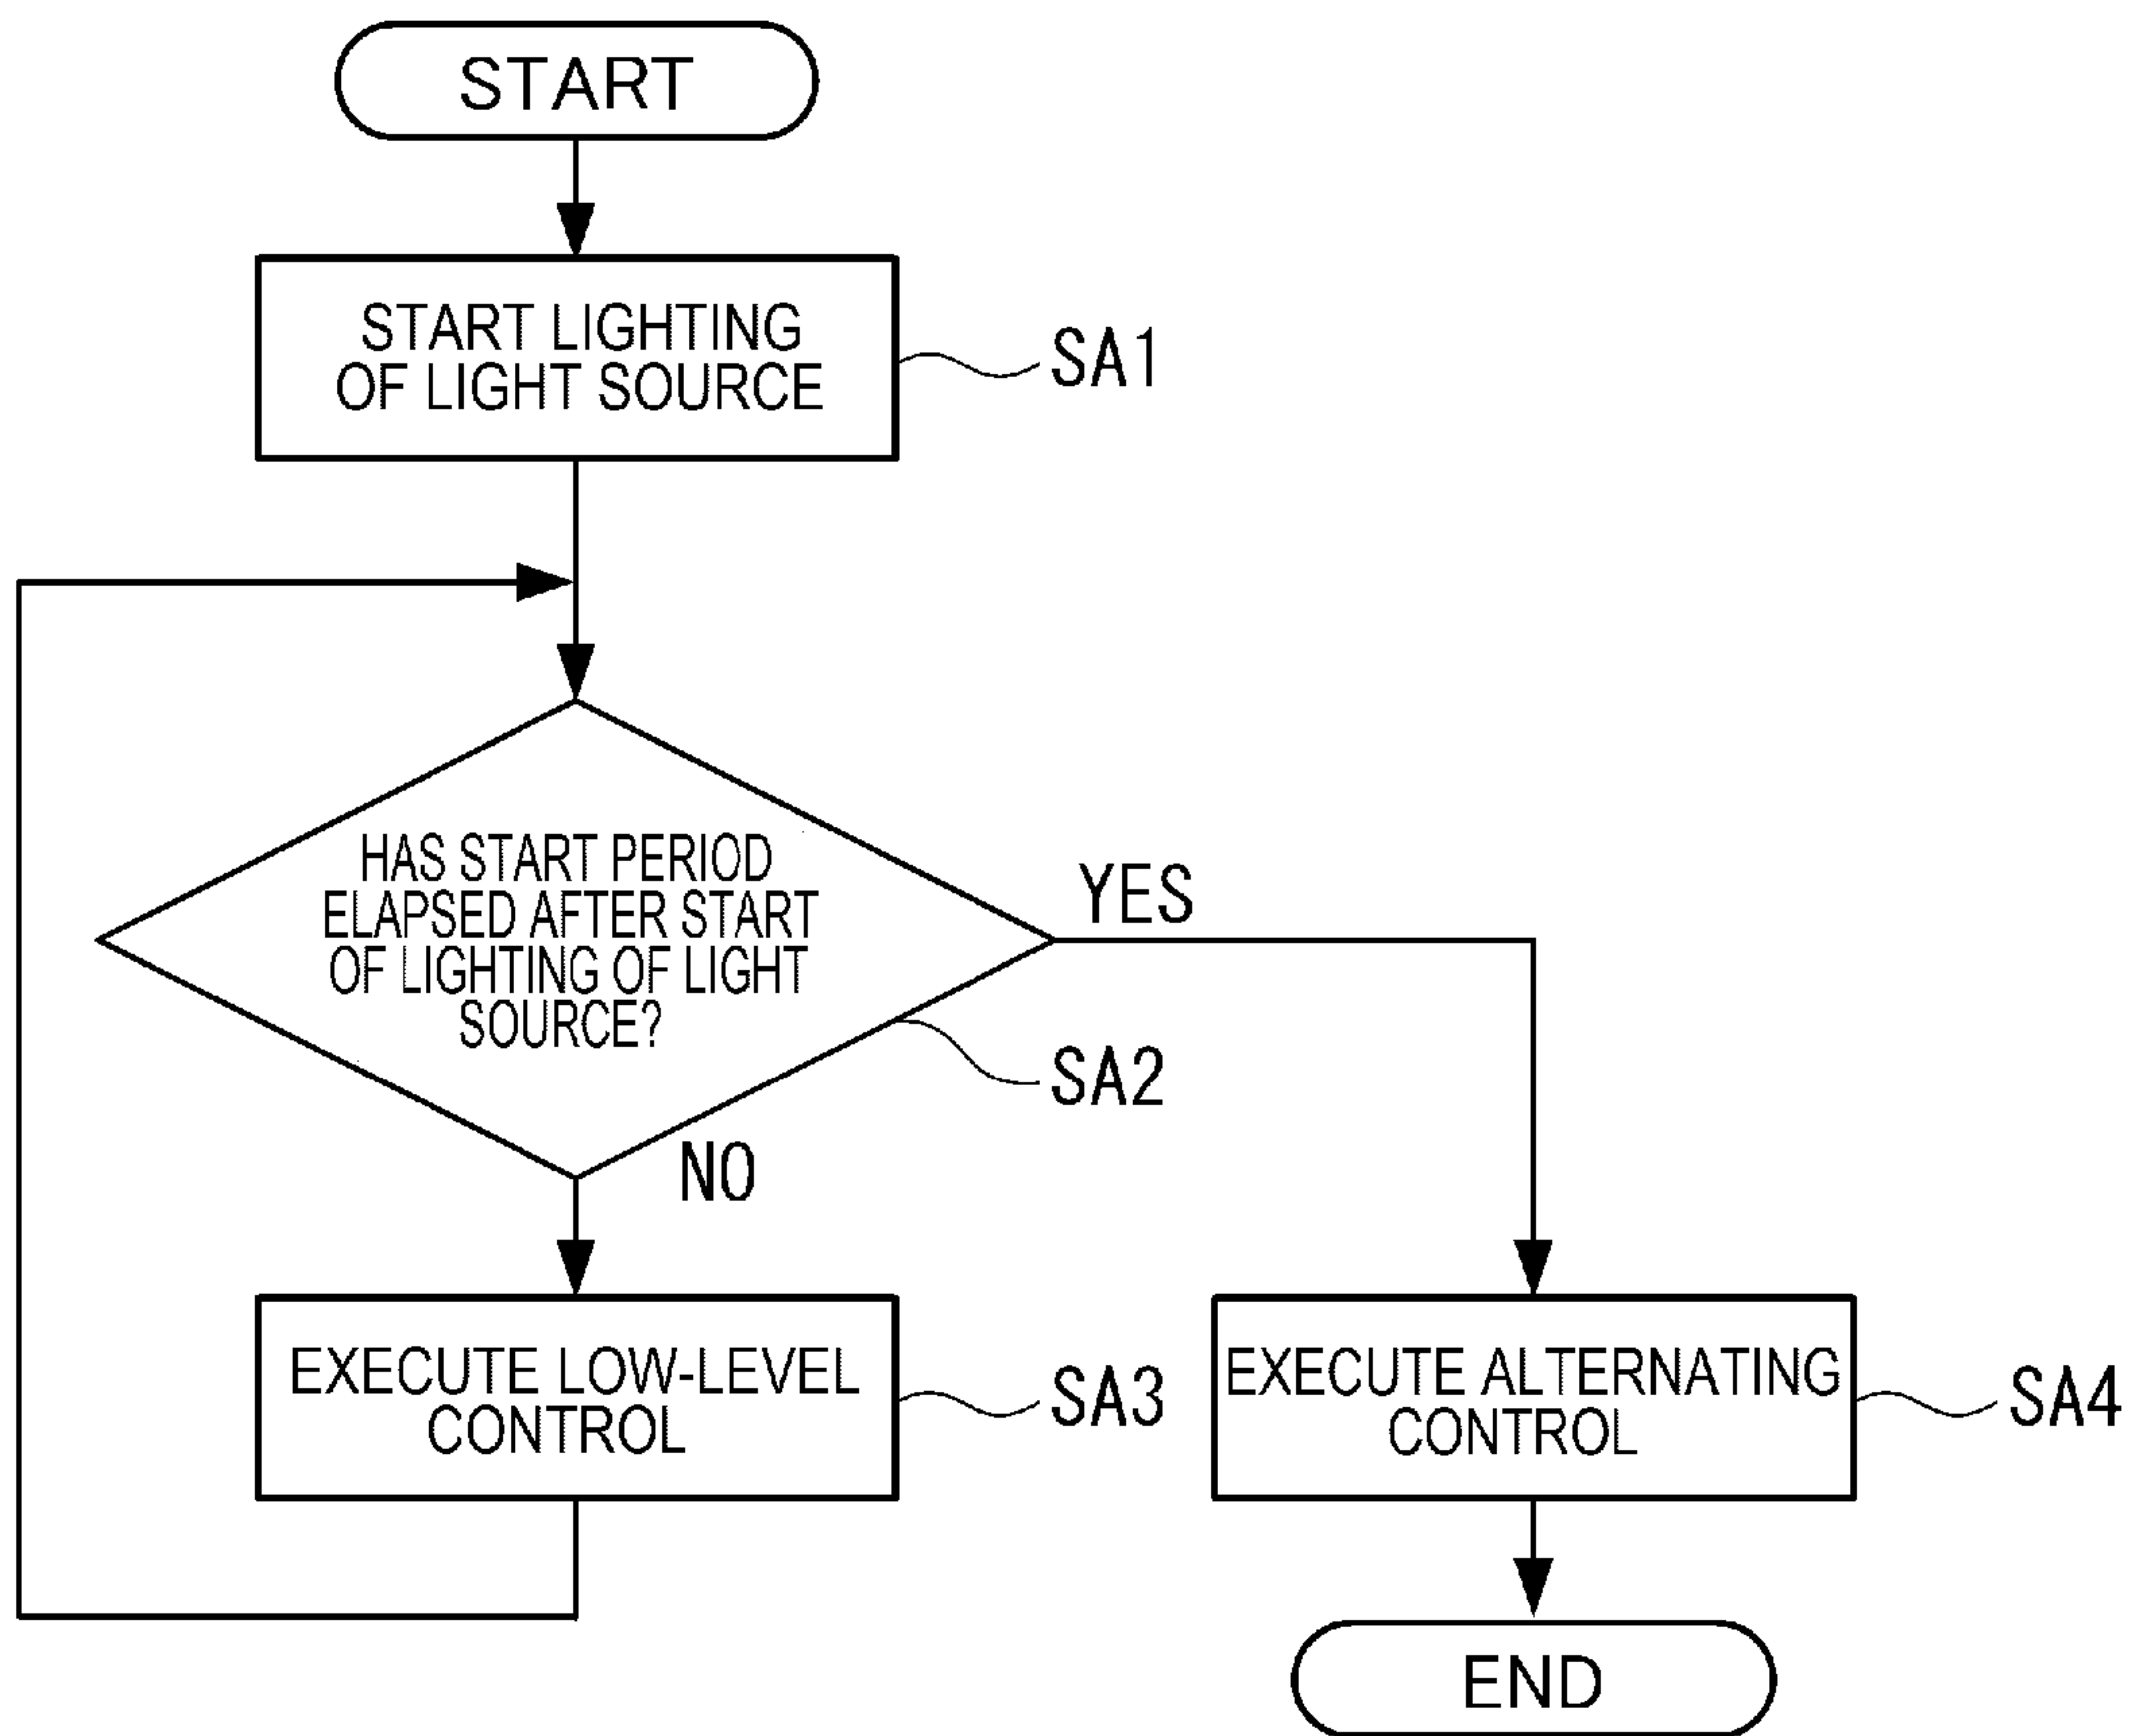 START
START LIGHTING
OF LIGHT SOURCE
SA1
HAS START PERIOD
ELAPSED AFTER START
OF LIGHTING OF LIGHT
SOURCE?
YES
SA2
NO
EXECUTE LOW-LEVEL
CONTROL
SA3
EXECUTE ALTERNATING
CONTROL
SA4
END